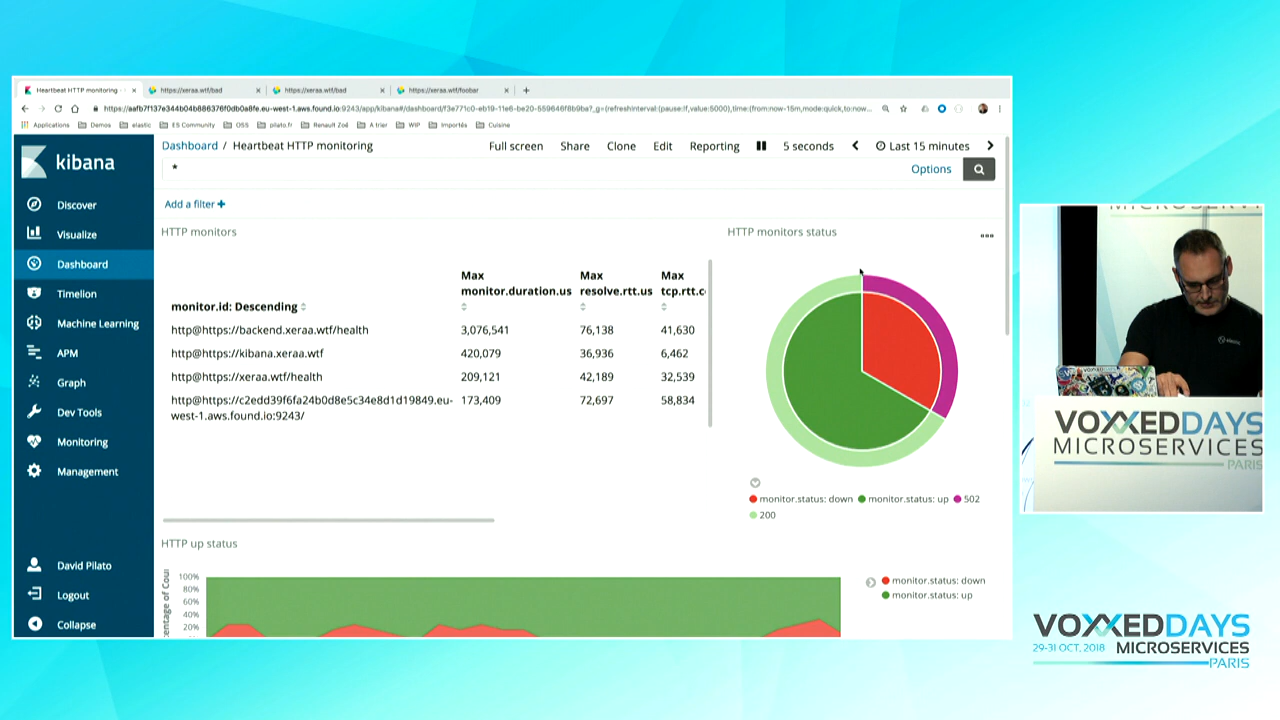 Heartbeat HTTP monitoring
https://xeraa.wtf/bad
https://xeraa.wtf/bad
https://xeraa.wtf/foobar
Applications Demos elastic ES Community OSS pilato.fr Renault Zoé A trier WIP Importés Cuisine
kibana
Discover
Visualize
Dashboard
Timelion
Machine Learning
APM
Graph
Dev Tools
Monitoring
Management
David Pilato
Logout
Collapse
Dashboard / Heartbeat HTTP monitoring
Full screen Share Clone Edit Reporting 5 seconds Last 15 minutes
*
Options
Add a filter +
HTTP monitors
monitor.id: Descending
Max monitor.duration.us
Max resolve.rtt.us
Max tcp.rtt.c
http@https://backend.xeraa.wtf/health 3,076,541 76,138 41,630
http@https://kibana.xeraa.wtf 420,079 36,936 6,462
http@https://xeraa.wtf/health 209,121 42,189 32,539
http@https://c2edd39f6fa24b0d8e5c34e8d1d19849.eu- 173,409 72,697 58,834
west-1.aws.found.io:9243/
HTTP monitors status
monitor.status: down monitor.status: up 502
200
HTTP up status
centage of Coun
100%
80%
60%
40%
20%
monitor.status: down
monitor.status: up
VOXXEDDAYS
MICROSERVICES
PARIS
VOXXEDDAYS
29-31 OCT, 2018 MICROSERVICES
PARIS